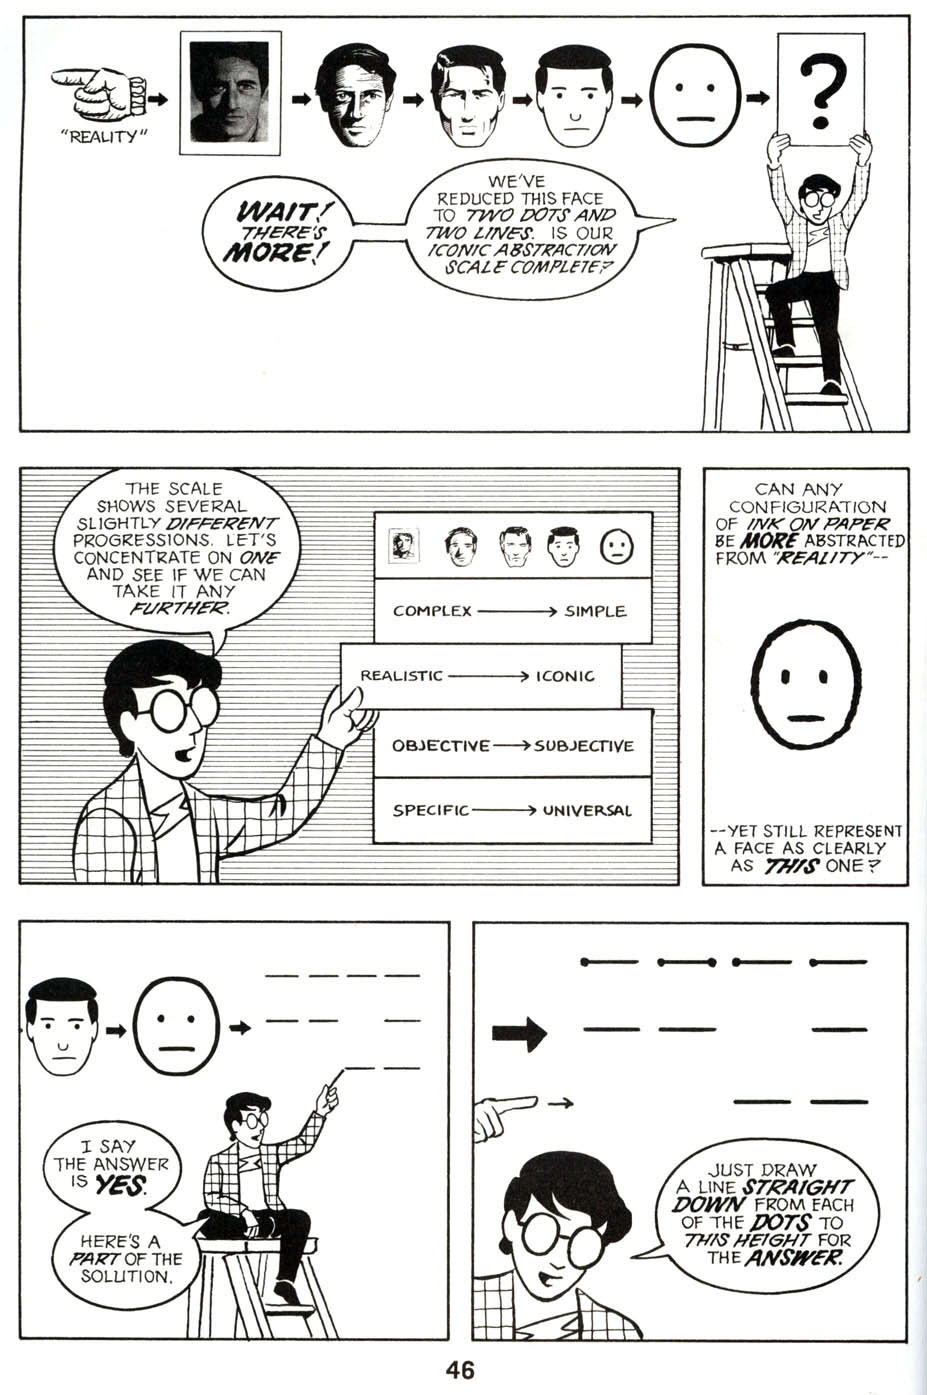 "REALITY"
?
WAIT!
THERE'S
MORE!
WE'VE
REDUCED THIS FACE
TO TWO DOTS AND
TWO LINES. IS OUR
ICONIC ABSTRACTION
SCALE COMPLETE?
THE SCALE
SHOWS SEVERAL
SLIGHTLY DIFFERENT
PROGRESSIONS. LET'S
CONCENTRATE ON ONE
AND SEE IF WE CAN
TAKE IT ANY
FURTHER.
COMPLEX → SIMPLE
REALISTIC → ICONIC
OBJECTIVE → SUBJECTIVE
SPECIFIC → UNIVERSAL
CAN ANY
CONFIGURATION
OF INK ON PAPER
BE MORE ABSTRACTED
FROM "REALITY"--
--YET STILL REPRESENT
A FACE AS CLEARLY
AS THIS ONE?
I SAY
THE ANSWER
IS YES.
HERE'S A
PART OF THE
SOLUTION.
JUST DRAW
A LINE STRAIGHT
DOWN FROM EACH
OF THE DOTS TO
THIS HEIGHT FOR
THE ANSWER.
46